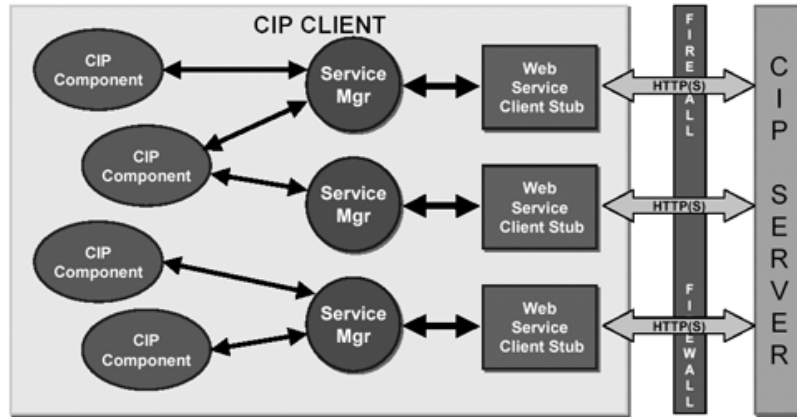 CIP CLIENT
CIP
Component
Service
Mgr
Web
Service
Client Stub
HTTP(S)
CIP
Component
Service
Mgr
Web
Service
Client Stub
HTTP(S)
CIP
Component
CIP
Component
Service
Mgr
Web
Service
Client Stub
HTTP(S)
FIREWALL
FIREWALL
CIP SERVER